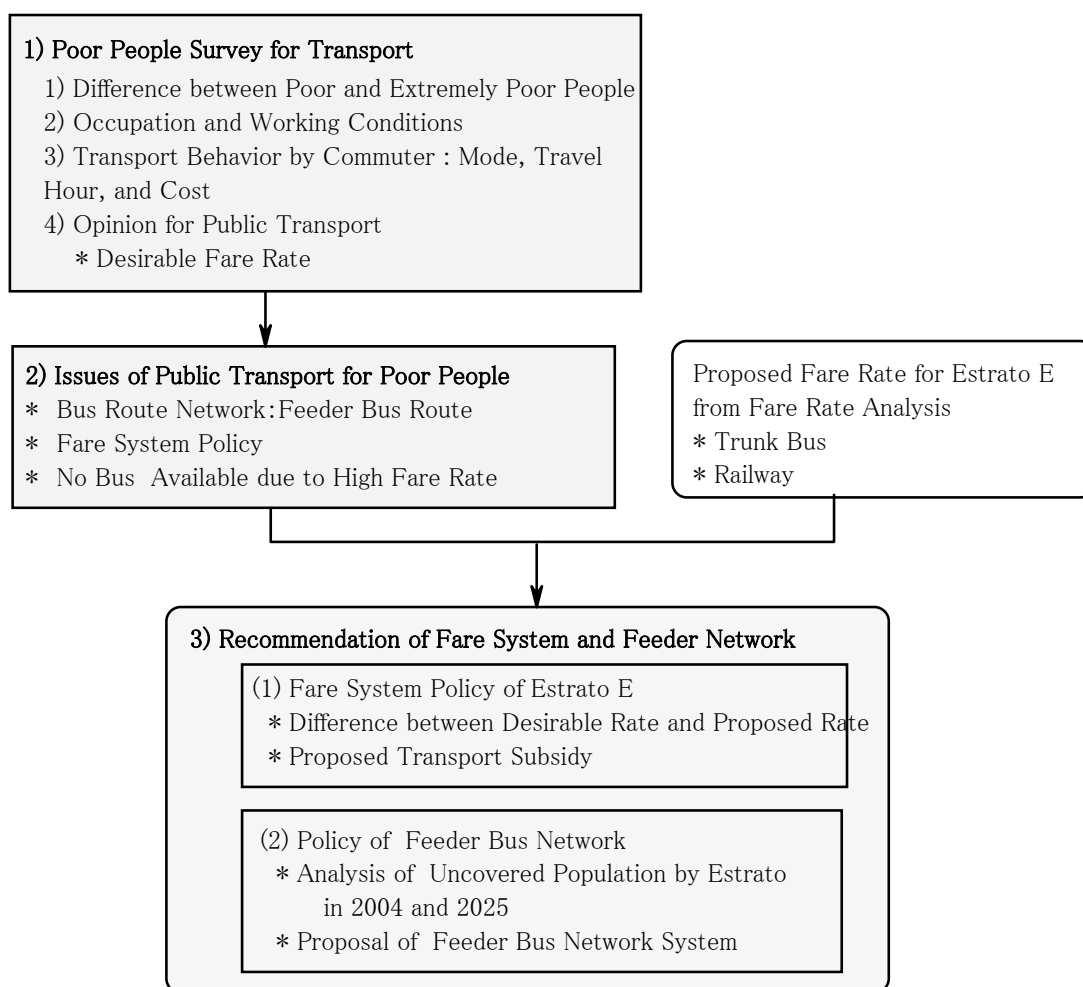 1) Poor People Survey for Transport
1) Difference between Poor and Extremely Poor People
2) Occupation and Working Conditions
3) Transport Behavior by Commuter : Mode, Travel
Hour, and Cost
4) Opinion for Public Transport
* Desirable Fare Rate
2) Issues of Public Transport for Poor People
* Bus Route Network:Feeder Bus Route
* Fare System Policy
* No Bus Available due to High Fare Rate
Proposed Fare Rate for Estrato E
from Fare Rate Analysis
* Trunk Bus
* Railway
3) Recommendation of Fare System and Feeder Network
(1) Fare System Policy of Estrato E
* Difference between Desirable Rate and Proposed Rate
* Proposed Transport Subsidy
(2) Policy of Feeder Bus Network
* Analysis of Uncovered Population by Estrato
in 2004 and 2025
* Proposal of Feeder Bus Network System